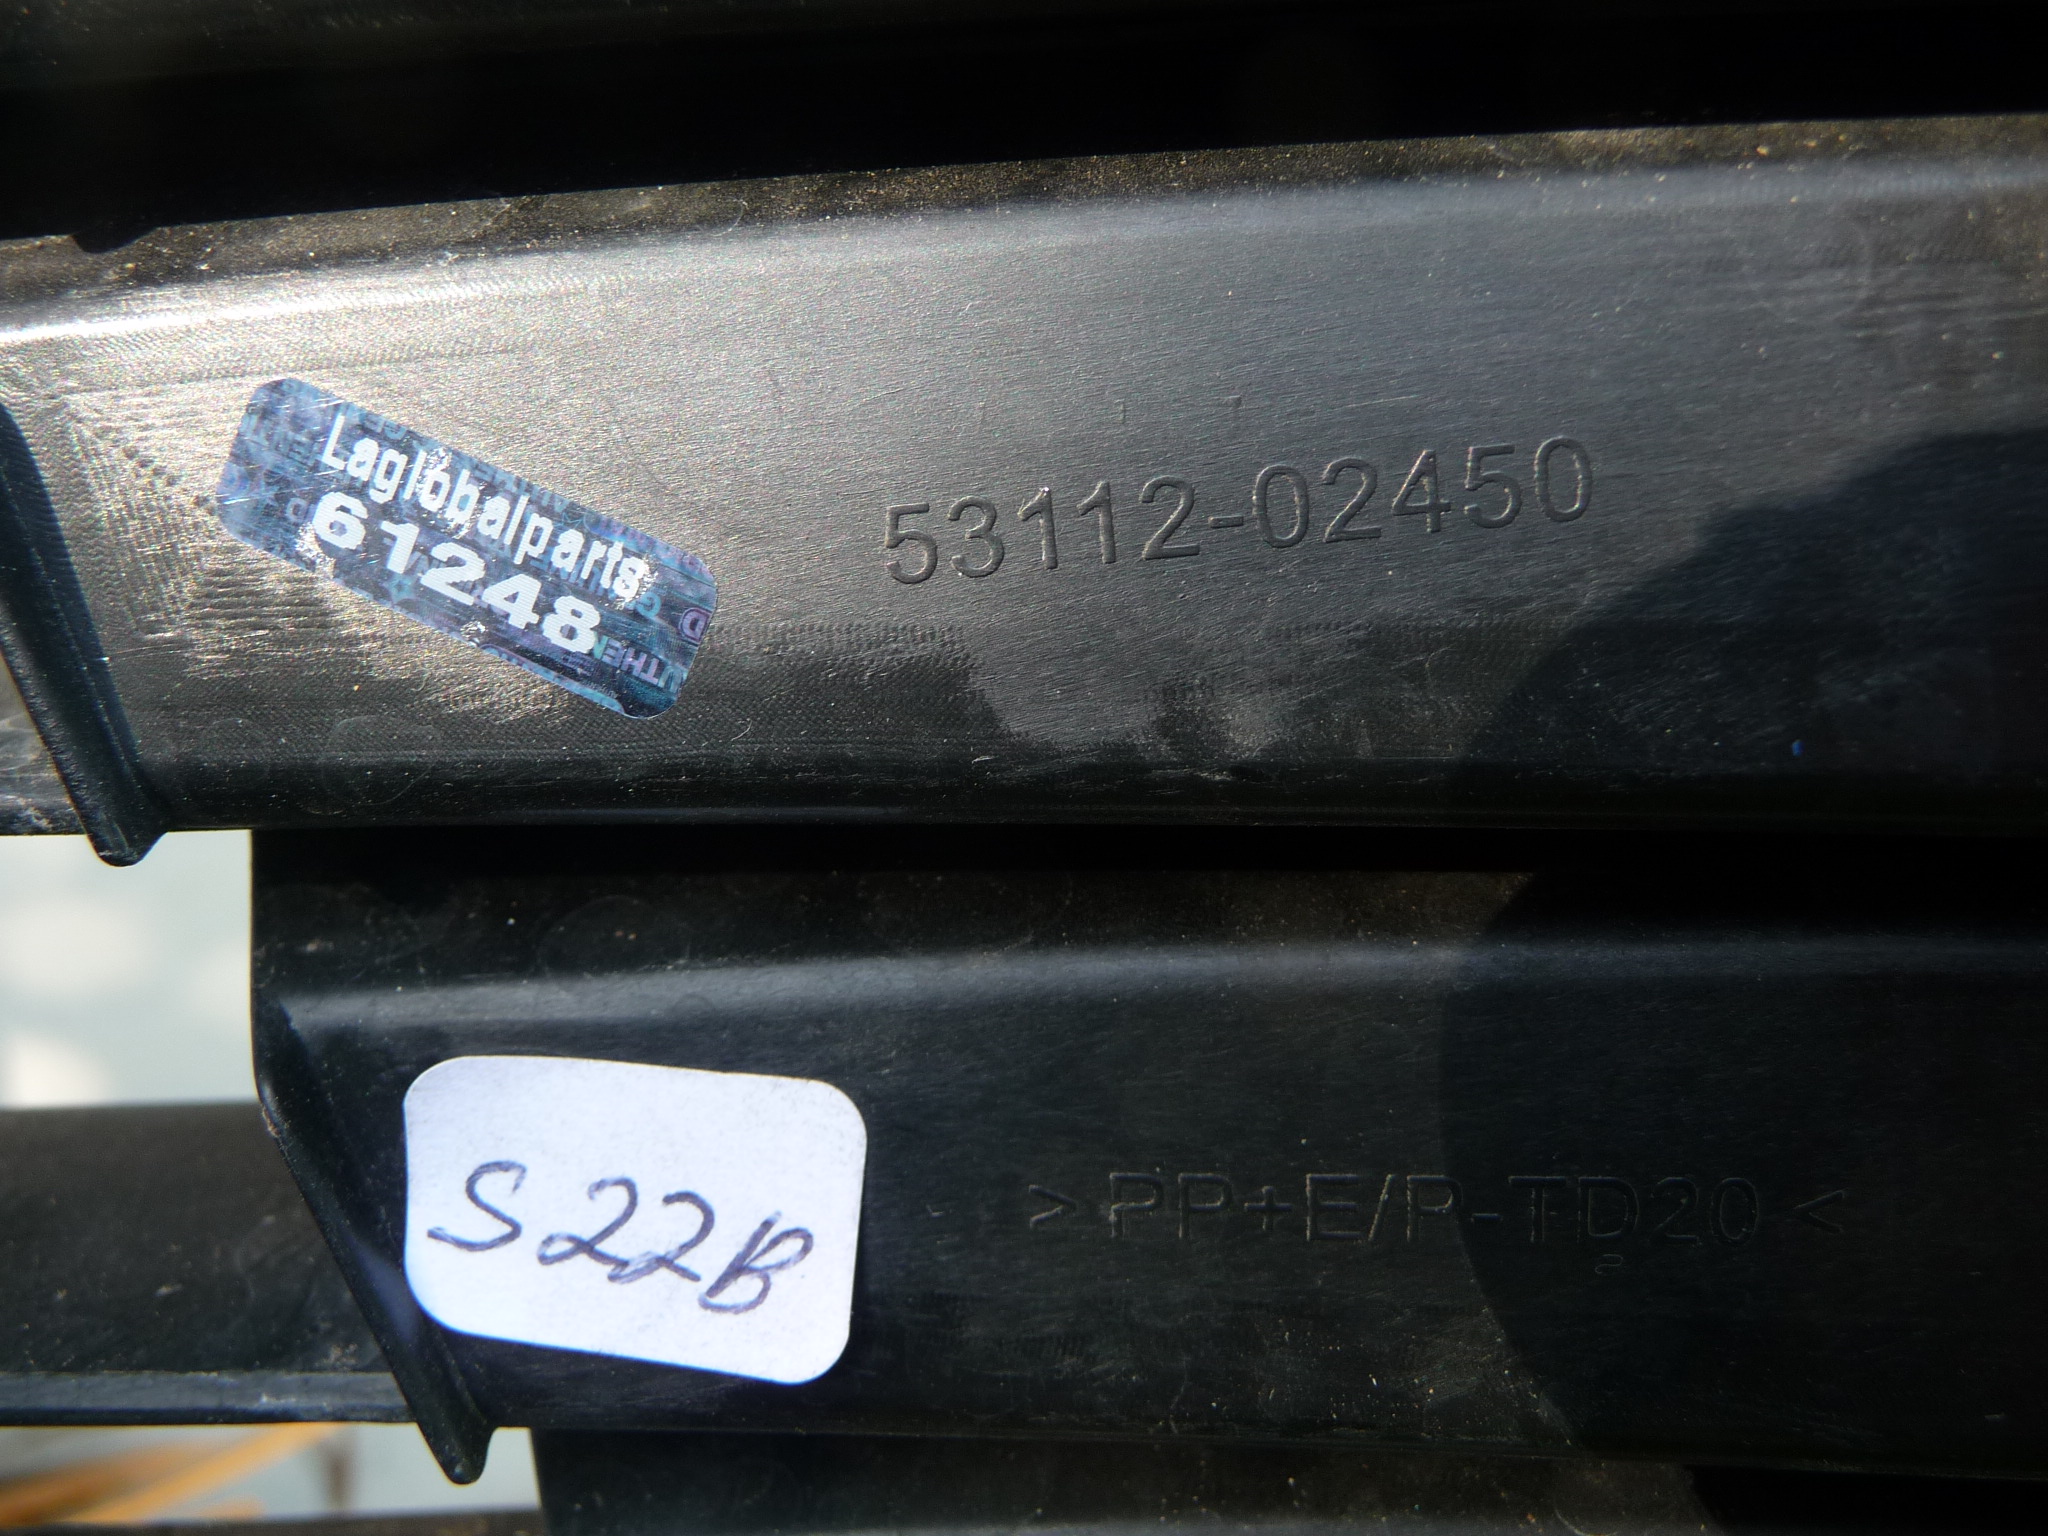 Laglobalparts
61248
53112-02450
S22B
>PP+E/P-TD20<